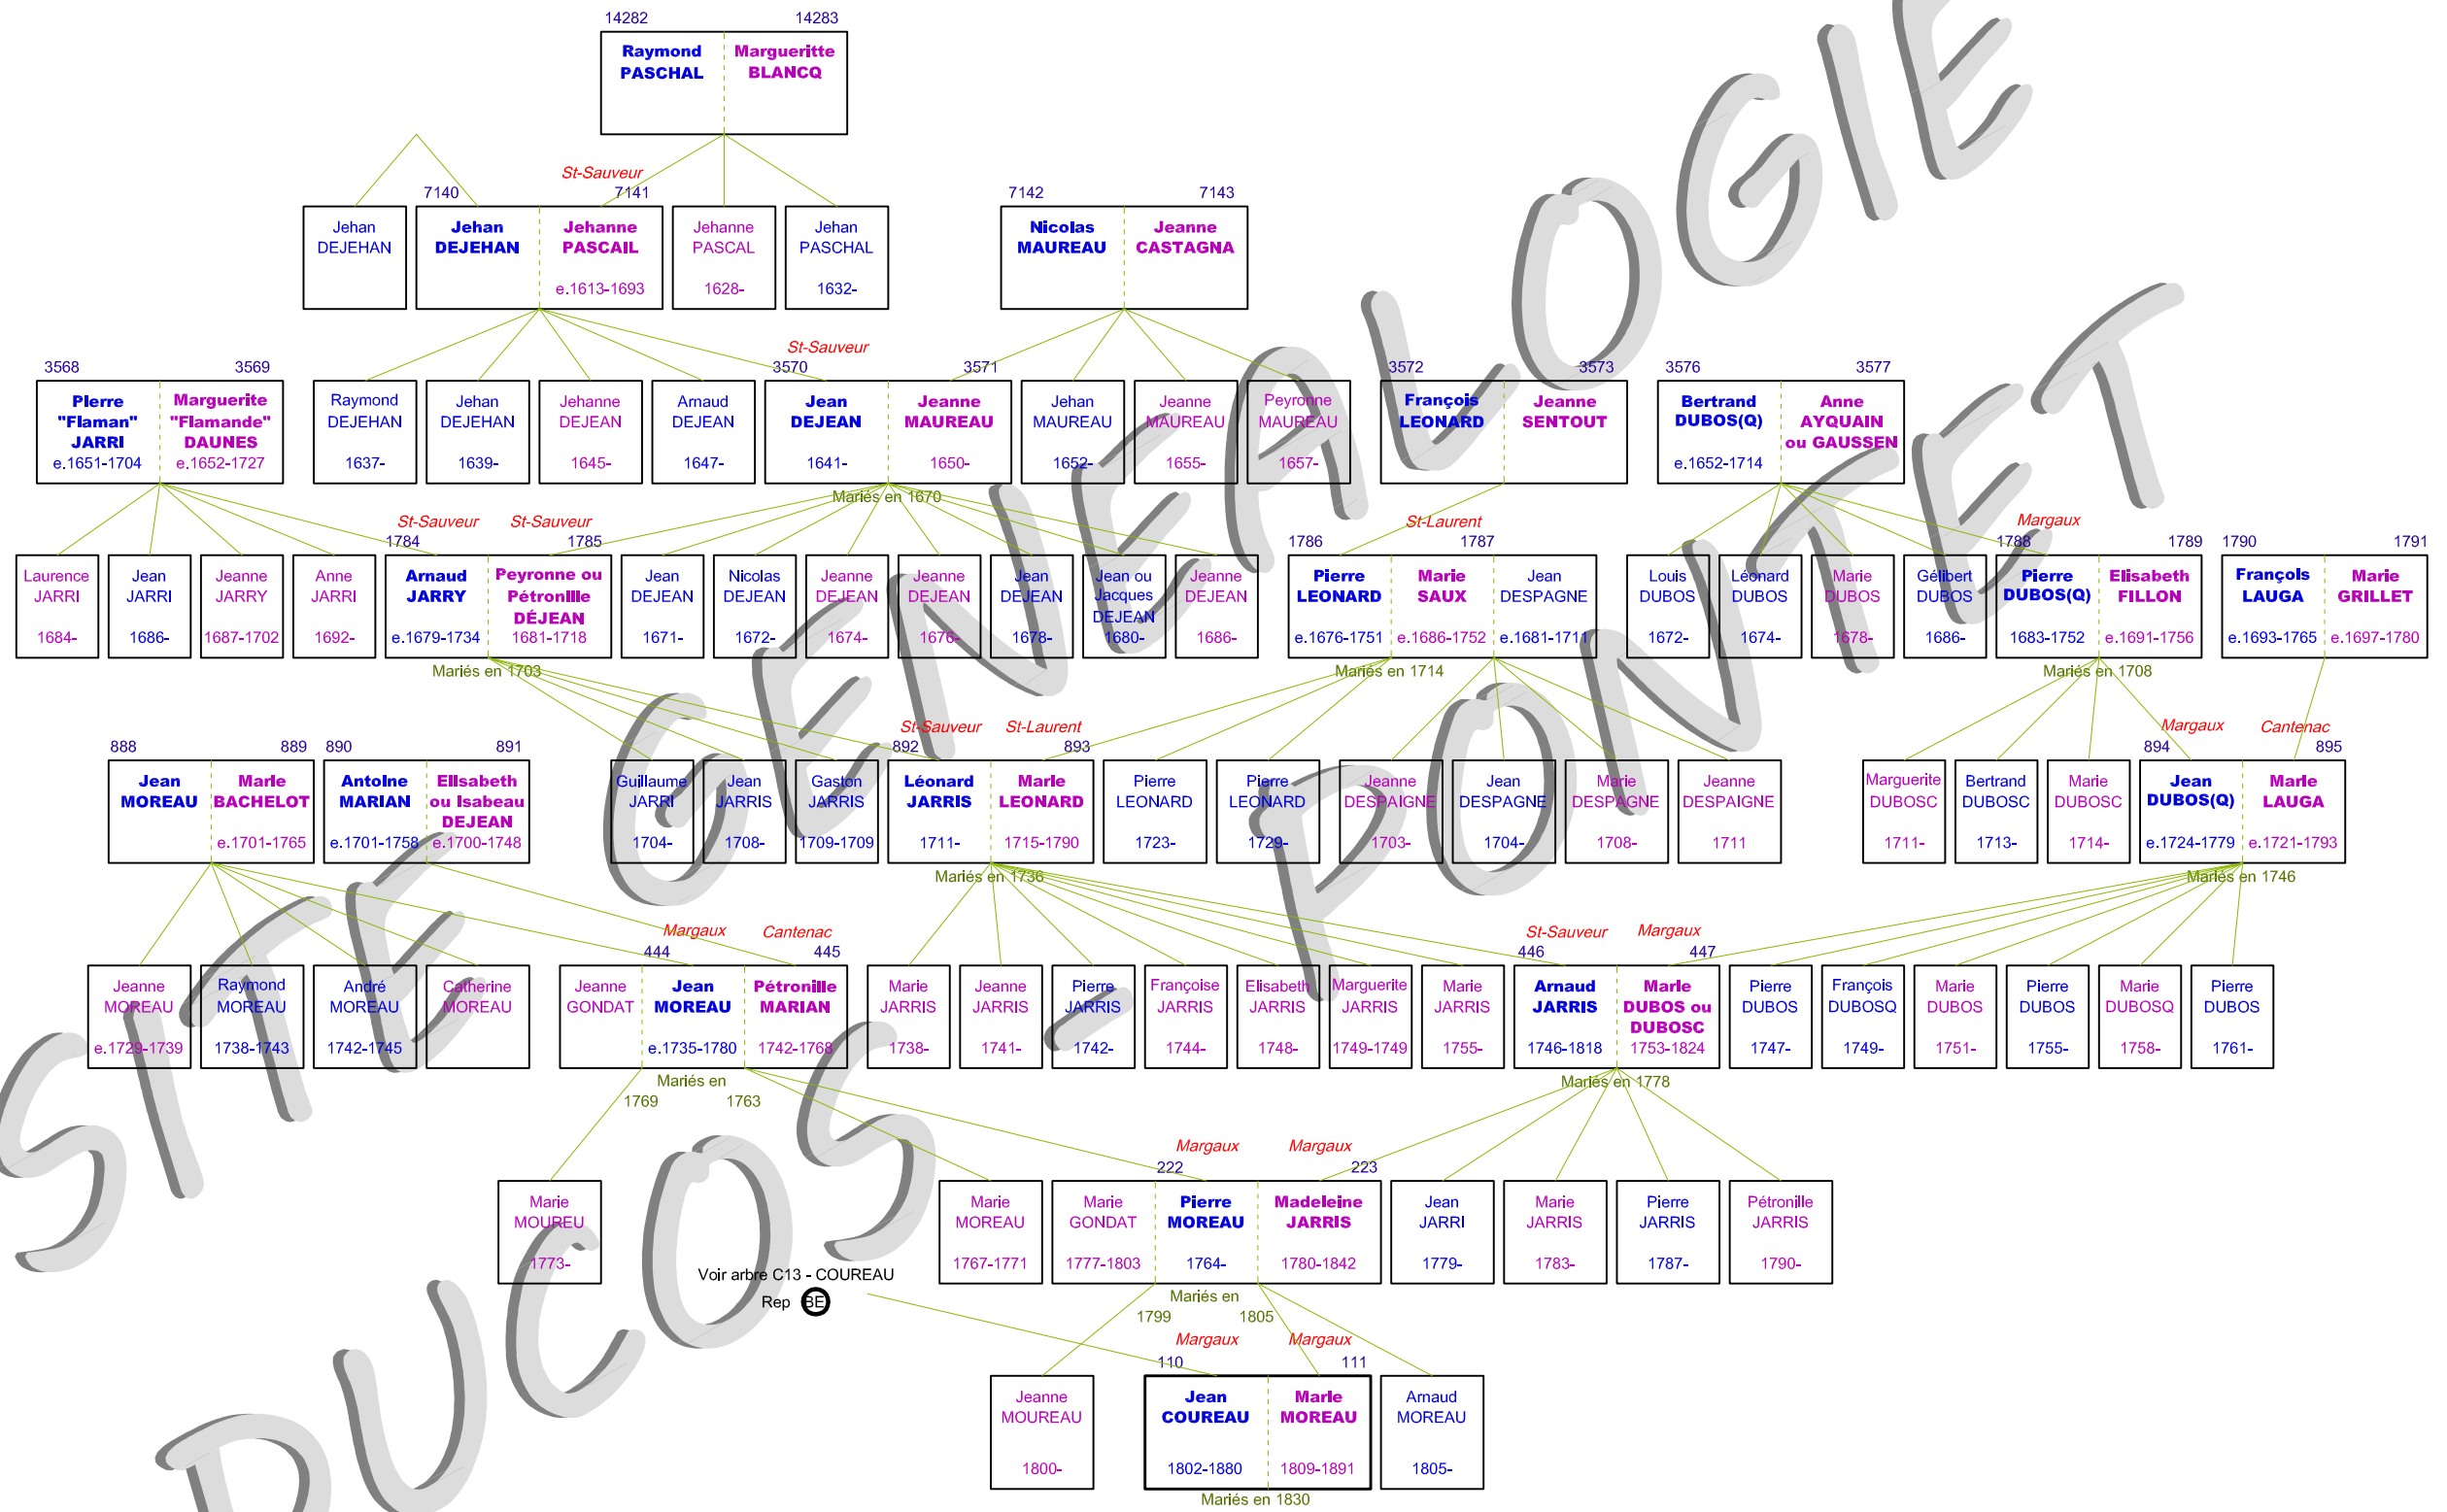 14282 14283
Raymond PASCHAL
Margueritte BLANCQ
St-Sauveur
7140 7141 7142 7143
Jehan DEJEHAN
Jehan DEJEHAN
Jehanne PASCAIL e.1613-1693
Jehanne PASCAL 1628-
Jehan PASCHAL 1632-
Nicolas MAUREAU
Jeanne CASTAGNA
St-Sauveur
3568 3569 3570 3571 3572 3573 3576 3577
PIerre "Flaman" JARRI e.1651-1704
Marguerite "Flamande" DAUNES e.1652-1727
Raymond DEJEHAN 1637-
Jehan DEJEHAN 1639-
Jehanne DEJEAN 1645-
Arnaud DEJEAN 1647-
Jean DEJEAN 1641-
Jeanne MAUREAU 1650-
Jehan MAUREAU 1652-
Jeanne MAUREAU 1655-
Peyronne MAUREAU 1657-
François LEONARD
Jeanne SENTOUT
Bertrand DUBOS(Q) e.1652-1714
Anne AYQUAIN ou GAUSSEN
Mariés en 1670
St-Sauveur St-Sauveur St-Laurent Margaux
1784 1785 1786 1787 1788 1789 1790 1791
Laurence JARRI 1684-
Jean JARRI 1686-
Jeanne JARRY 1687-1702
Anne JARRI 1692-
Arnaud JARRY e.1679-1734
Peyronne ou Pétronille DÉJEAN 1681-1718
Jean DEJEAN 1671-
Nicolas DEJEAN 1672-
Jeanne DEJEAN 1674-
Jeanne DEJEAN 1676-
Jean DEJEAN 1678-
Jean ou Jacques DEJEAN 1680-
Jeanne DEJEAN 1686-
Pierre LEONARD e.1676-1751
Marie SAUX e.1686-1752
Jean DESPAGNE e.1681-1711
Louis DUBOS 1672-
Léonard DUBOS 1674-
Marie DUBOS 1678-
Gélibert DUBOS 1686-
Pierre DUBOS(Q) 1683-1752
Elisabeth FILLON e.1691-1756
François LAUGA e.1693-1765
Marie GRILLET e.1697-1780
Mariés en 1703 Mariés en 1714 Mariés en 1708
St-Sauveur St-Laurent Margaux Cantenac
888 889 890 891 892 893 894 895
Jean MOREAU
Marie BACHELOT e.1701-1765
Antoine MARIAN e.1701-1758
Elisabeth ou Isabeau DEJEAN e.1700-1748
Guillaume JARRI 1704-
Jean JARRIS 1708-
Gaston JARRIS 1709-1709
Léonard JARRIS 1711-
Marie LEONARD 1715-1790
Pierre LEONARD 1723-
Pierre LEONARD 1729-
Jeanne DESPAIGNE 1703-
Jean DESPAGNE 1704-
Marie DESPAGNE 1708-
Jeanne DESPAIGNE 1711
Marguerite DUBOSC 1711-
Bertrand DUBOSC 1713-
Marie DUBOSC 1714-
Jean DUBOS(Q) e.1724-1779
Marie LAUGA e.1721-1793
Mariés en 1736 Mariés en 1746
Margaux Cantenac St-Sauveur Margaux
444 445 446 447
Jeanne MOREAU e.1729-1739
Raymond MOREAU 1738-1743
André MOREAU 1742-1745
Catherine MOREAU
Jeanne GONDAT
Jean MOREAU e.1735-1780
Pétronille MARIAN 1742-1768
Marie JARRIS 1738-
Jeanne JARRIS 1741-
Pierre JARRIS 1742-
Françoise JARRIS 1744-
Elisabeth JARRIS 1748-
Marguerite JARRIS 1749-1749
Marie JARRIS 1755-
Arnaud JARRIS 1746-1818
Marie DUBOS ou DUBOSC 1753-1824
Pierre DUBOS 1747-
François DUBOSQ 1749-
Marie DUBOS 1751-
Pierre DUBOS 1755-
Marie DUBOSQ 1758-
Pierre DUBOS 1761-
Mariés en 1769 1763
Mariés en 1778
Margaux Margaux
222 223
Marie MOUREU 1773-
Marie MOREAU 1767-1771
Marie GONDAT 1777-1803
Pierre MOREAU 1764-
Madeleine JARRIS 1780-1842
Jean JARRI 1779-
Marie JARRIS 1783-
Pierre JARRIS 1787-
Pétronille JARRIS 1790-
Voir arbre C13 - COUREAU
Rep BE
Mariés en 1799 1805
Margaux Margaux
110 111
Jeanne MOUREAU 1800-
Jean COUREAU 1802-1880
Marie MOREAU 1809-1891
Arnaud MOREAU 1805-
Mariés en 1830
SITE GENEALOGIE
DUCOS - PONTET